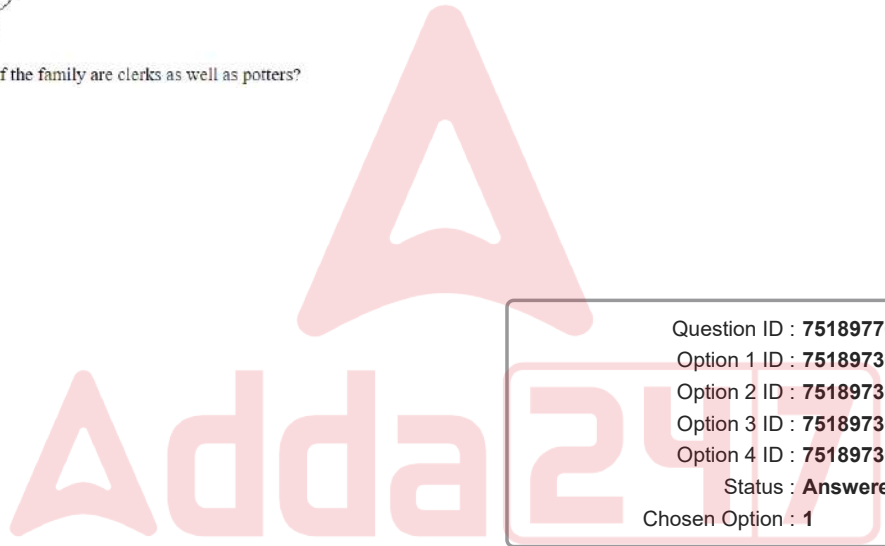 f the family are clerks as well as potters?
Question ID : 7518977
Option 1 ID : 7518973
Option 2 ID : 7518973
Option 3 ID : 7518973
Option 4 ID : 7518973
Status : Answere
Chosen Option : 1
Adda247